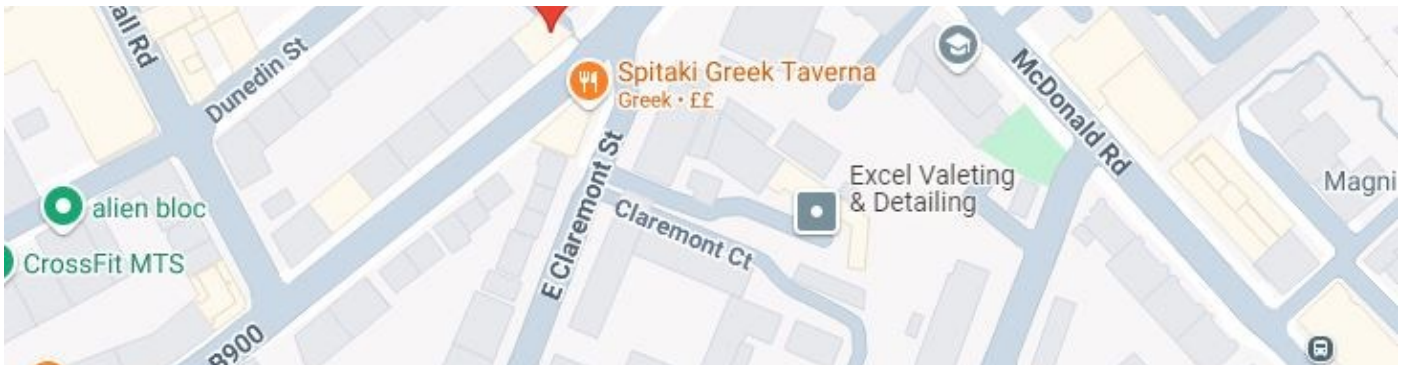 all Rd
Dunedin St
Spitaki Greek Taverna
Greek • ££
McDonald Rd
alien bloc
E Claremont St
Claremont Ct
Excel Valeting
& Detailing
Magni
CrossFit MTS
B900